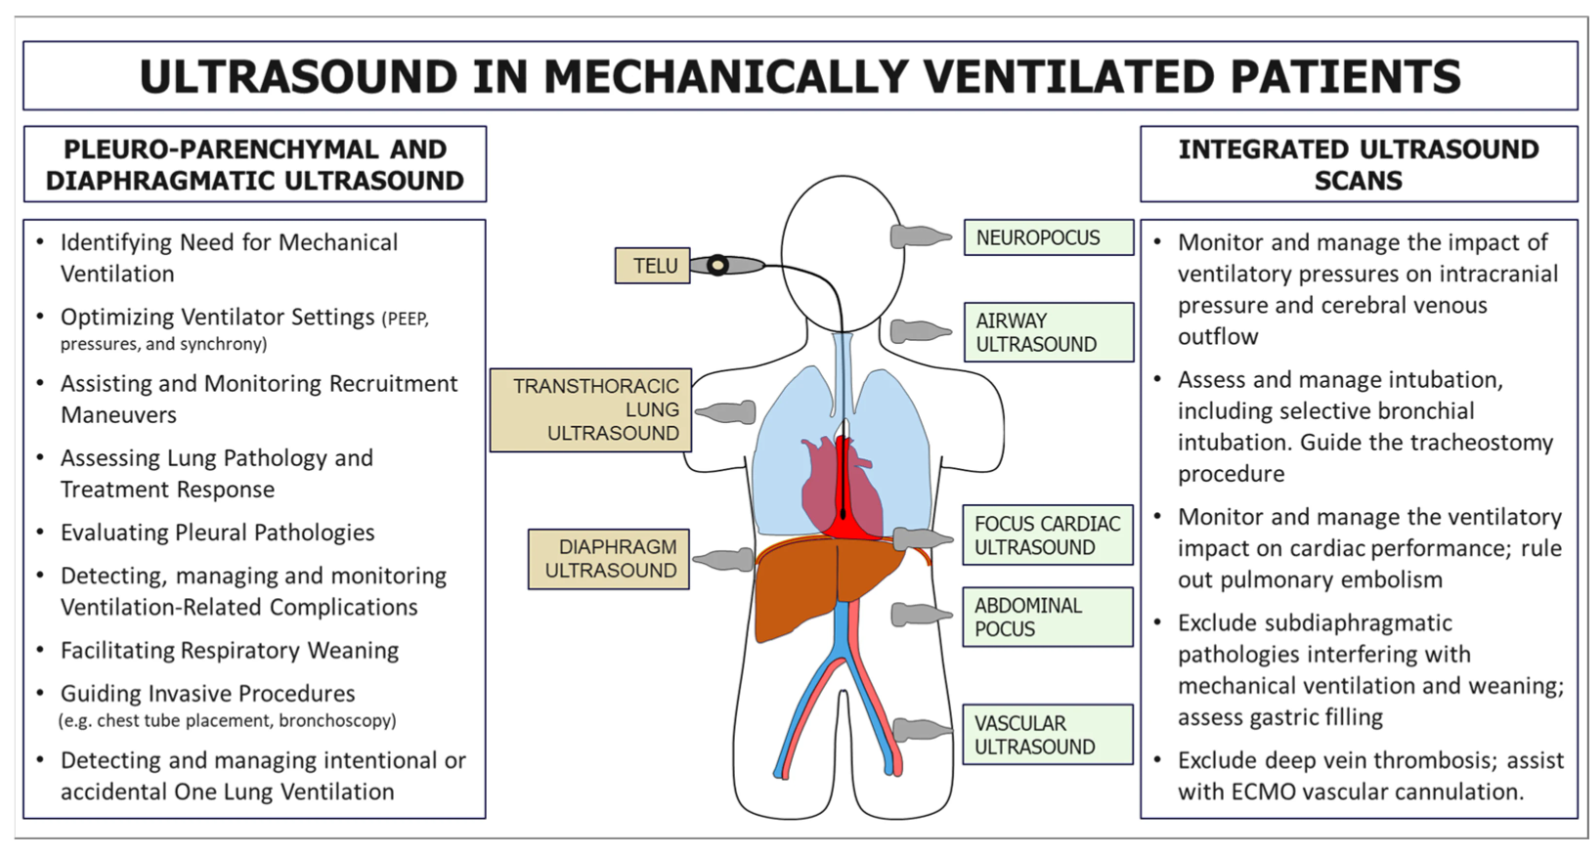 ULTRASOUND IN MECHANICALLY VENTILATED PATIENTS
PLEURO-PARENCHYMAL AND
DIAPHRAGMATIC ULTRASOUND
• Identifying Need for Mechanical
Ventilation
• Optimizing Ventilator Settings (PEEP,
pressures, and synchrony)
• Assisting and Monitoring Recruitment
Maneuvers
• Assessing Lung Pathology and
Treatment Response
• Evaluating Pleural Pathologies
• Detecting, managing and monitoring
Ventilation-Related Complications
• Facilitating Respiratory Weaning
• Guiding Invasive Procedures
(e.g. chest tube placement, bronchoscopy)
• Detecting and managing intentional or
accidental One Lung Ventilation
TELU
TRANSTHORACIC
LUNG
ULTRASOUND
DIAPHRAGM
ULTRASOUND
NEUROPOCUS
AIRWAY
ULTRASOUND
FOCUS CARDIAC
ULTRASOUND
ABDOMINAL
POCUS
VASCULAR
ULTRASOUND
INTEGRATED ULTRASOUND
SCANS
• Monitor and manage the impact of
ventilatory pressures on intracranial
pressure and cerebral venous
outflow
• Assess and manage intubation,
including selective bronchial
intubation. Guide the tracheostomy
procedure
• Monitor and manage the ventilatory
impact on cardiac performance; rule
out pulmonary embolism
• Exclude subdiaphragmatic
pathologies interfering with
mechanical ventilation and weaning;
assess gastric filling
• Exclude deep vein thrombosis; assist
with ECMO vascular cannulation.